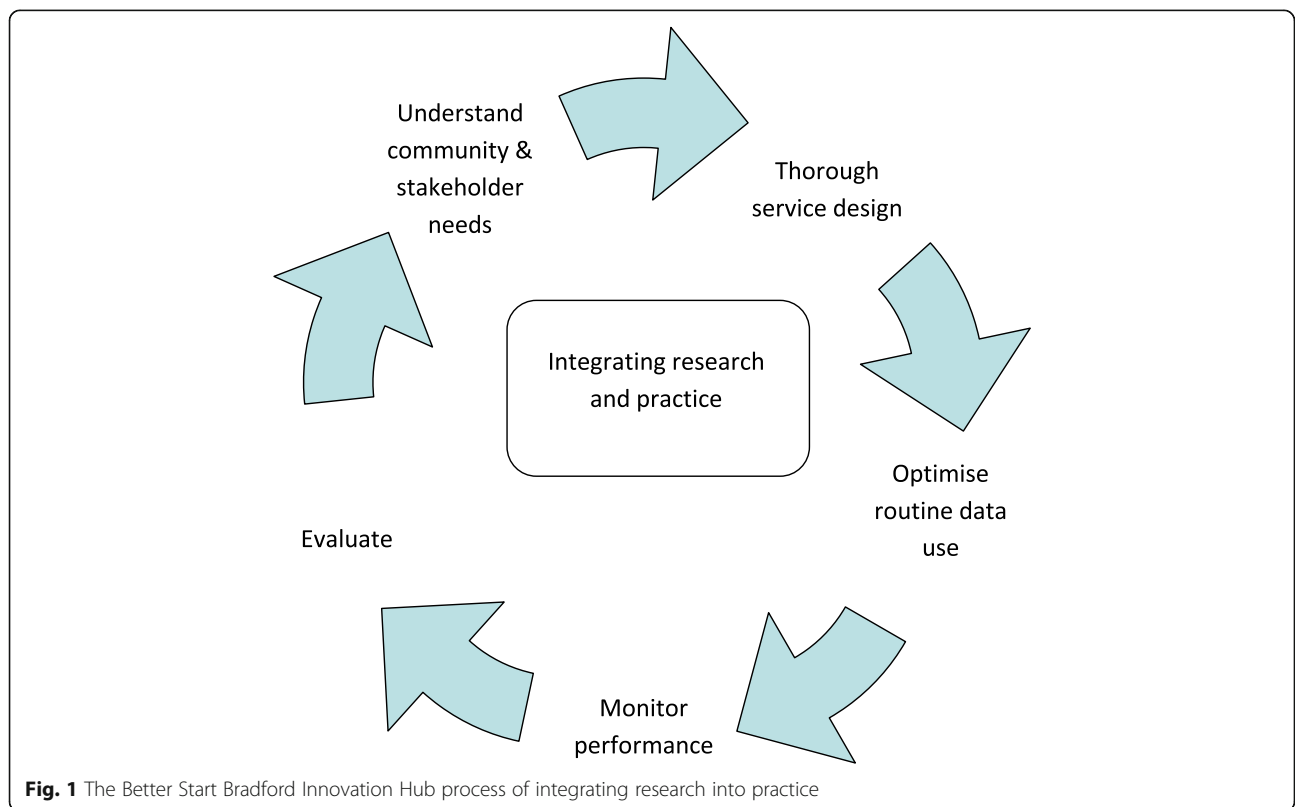 Understand
community &
stakeholder
needs
Thorough
service design
Integrating research
and practice
Optimise
routine data
use
Evaluate
Monitor
performance
Fig. 1 The Better Start Bradford Innovation Hub process of integrating research into practice